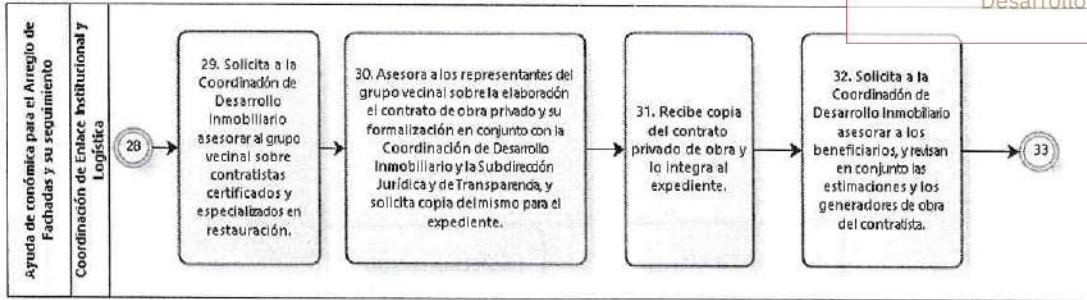 Desarrollo
Ayuda de conómica para el Arreglo de
Fachadas y su seguimiento
Coordinación de Enlace Institucional y
Logística
28
29. Solicita a la
Coordinación de
Desarrollo
Inmobiliario
asesorar al grupo
vecinal sobre
contratistas
certificados y
especializados en
restauración.
30. Asesora a los representantes del
grupo vecinal sobre la elaboración
el contrato de obra privado y su
formalización en conjunto con la
Coordinación de Desarrollo
Inmobiliario y la Subdirección
Jurídica y de Transparencia, y
solicita copia del mismo para el
expediente.
31. Recibe copia
del contrato
privado de obra y
lo integra al
expediente.
32. Solicita a la
Coordinación de
Desarrollo Inmobiliario
asesorar a los
beneficiarios, y revisan
en conjunto las
estimaciones y los
generadores de obra
del contratista.
33